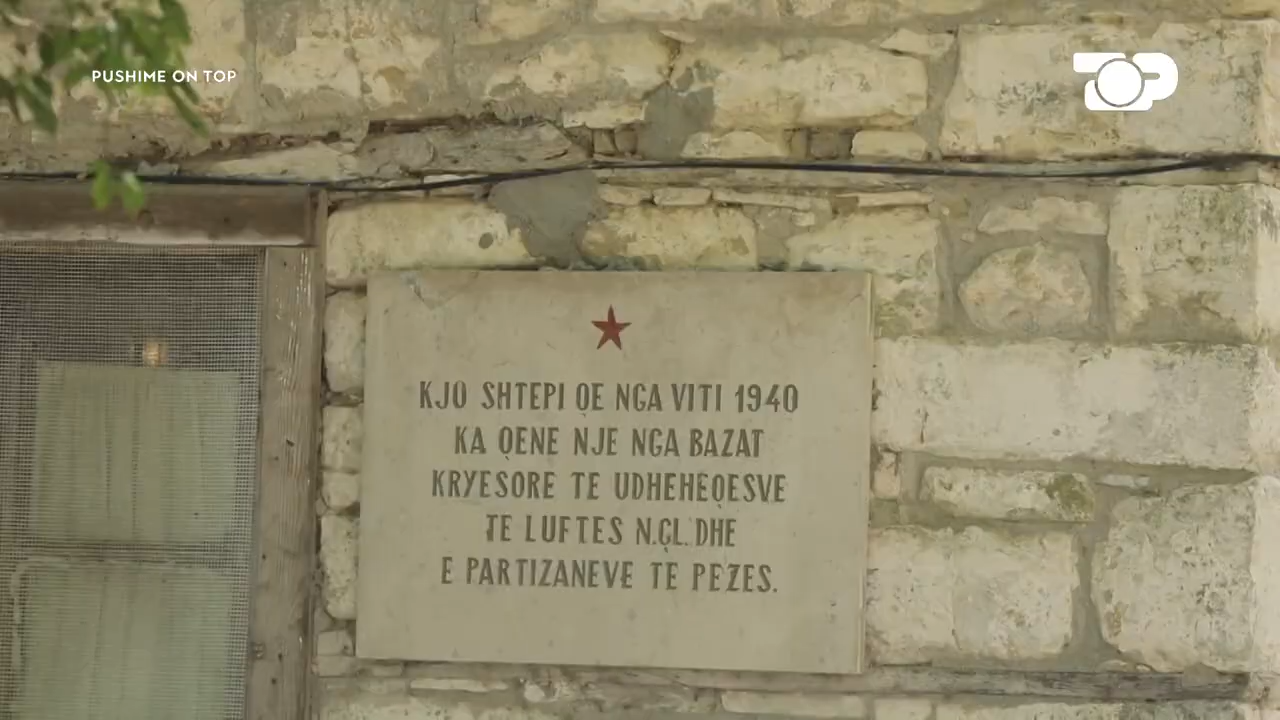 PUSHIME ON TOP
TOP
KJO SHTEPI QE NGA VITI 1940
KA QENE NJE NGA BAZAT
KRYESORE TE UDHEHEQESVE
TE LUFTES N.ÇL. DHE
E PARTIZANEVE TE PEZES.